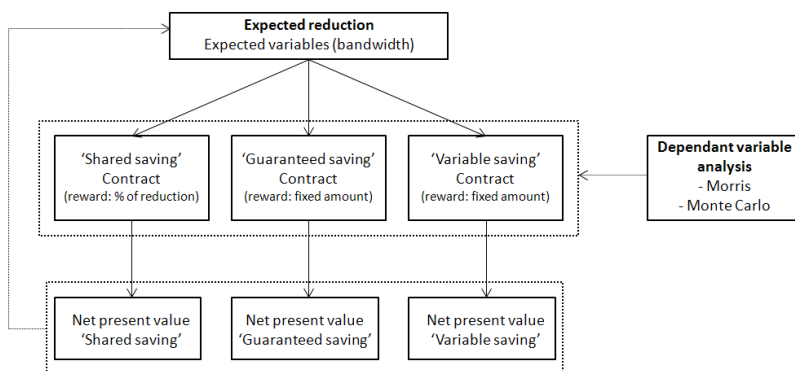 Expected reduction
Expected variables (bandwidth)
‘Shared saving’
Contract
(reward: % of reduction)
‘Guaranteed saving’
Contract
(reward: fixed amount)
‘Variable saving’
Contract
(reward: fixed amount)
Dependant variable
analysis
- Morris
- Monte Carlo
Net present value
‘Shared saving’
Net present value
‘Guaranteed saving’
Net present value
‘Variable saving’